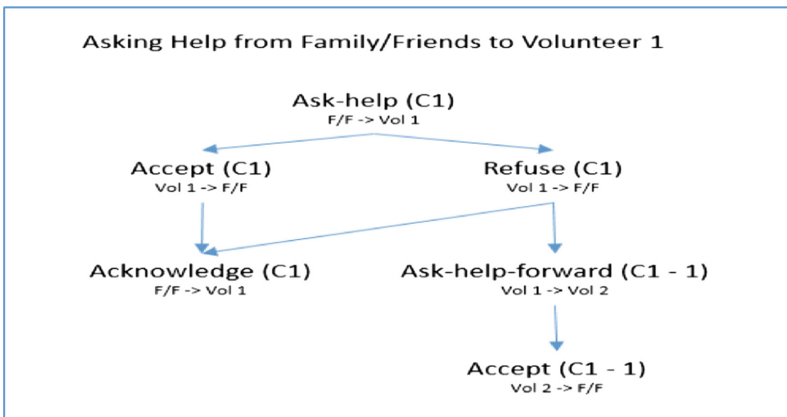 Asking Help from Family/Friends to Volunteer 1
Ask-help (C1)
F/F -> Vol 1
Accept (C1)
Vol 1 -> F/F
Refuse (C1)
Vol 1 -> F/F
Acknowledge (C1)
F/F -> Vol 1
Ask-help-forward (C1 - 1)
Vol 1 -> Vol 2
Accept (C1 - 1)
Vol 2 -> F/F